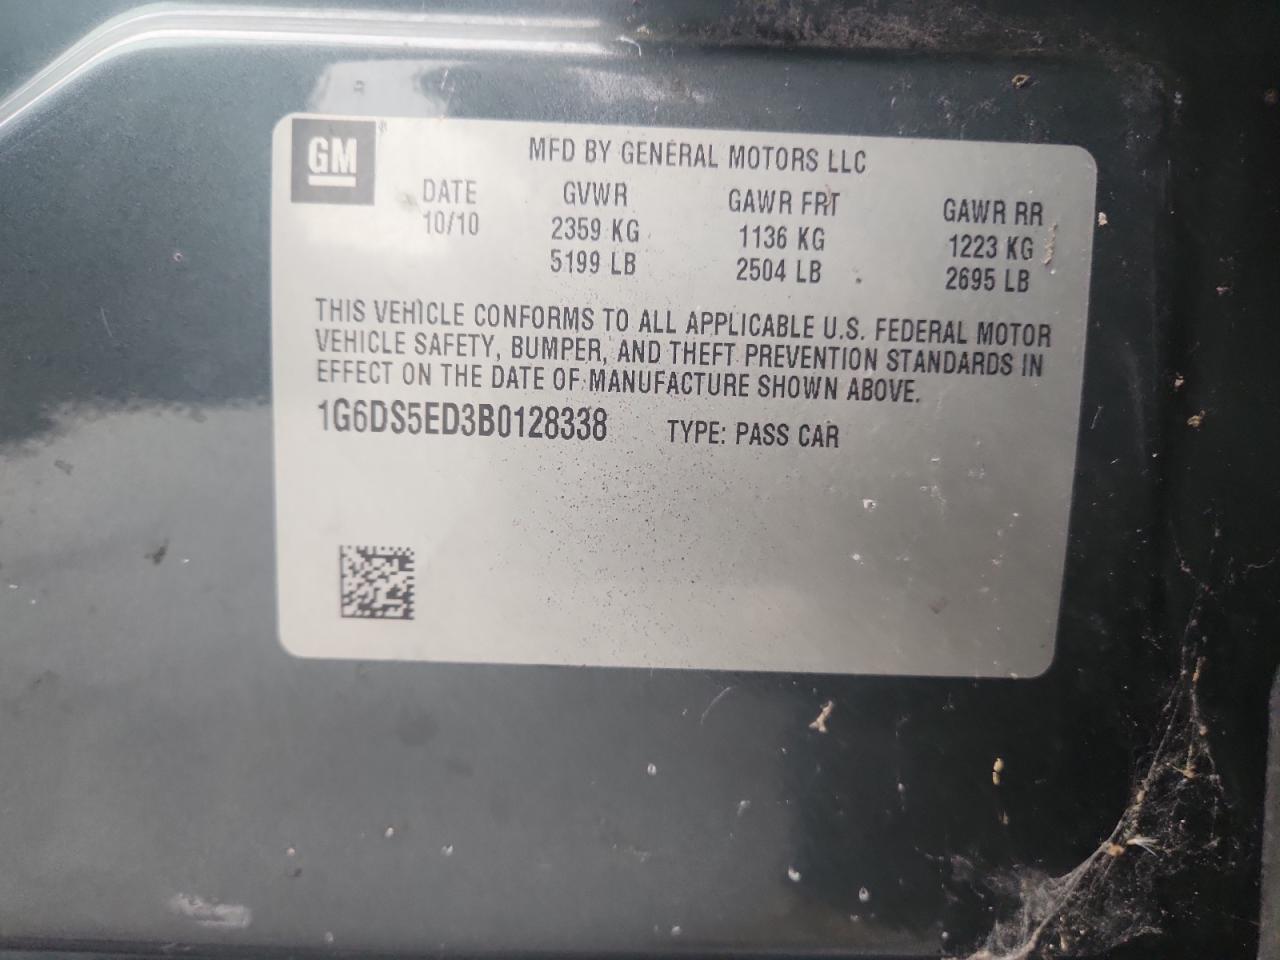 GM® MFD BY GENERAL MOTORS LLC
DATE GVWR GAWR FRT GAWR RR
10/10 2359 KG 1136 KG 1223 KG
5199 LB 2504 LB 2695 LB
THIS VEHICLE CONFORMS TO ALL APPLICABLE U.S. FEDERAL MOTOR
VEHICLE SAFETY, BUMPER, AND THEFT PREVENTION STANDARDS IN
EFFECT ON THE DATE OF MANUFACTURE SHOWN ABOVE.
1G6DS5ED3B0128338 TYPE: PASS CAR